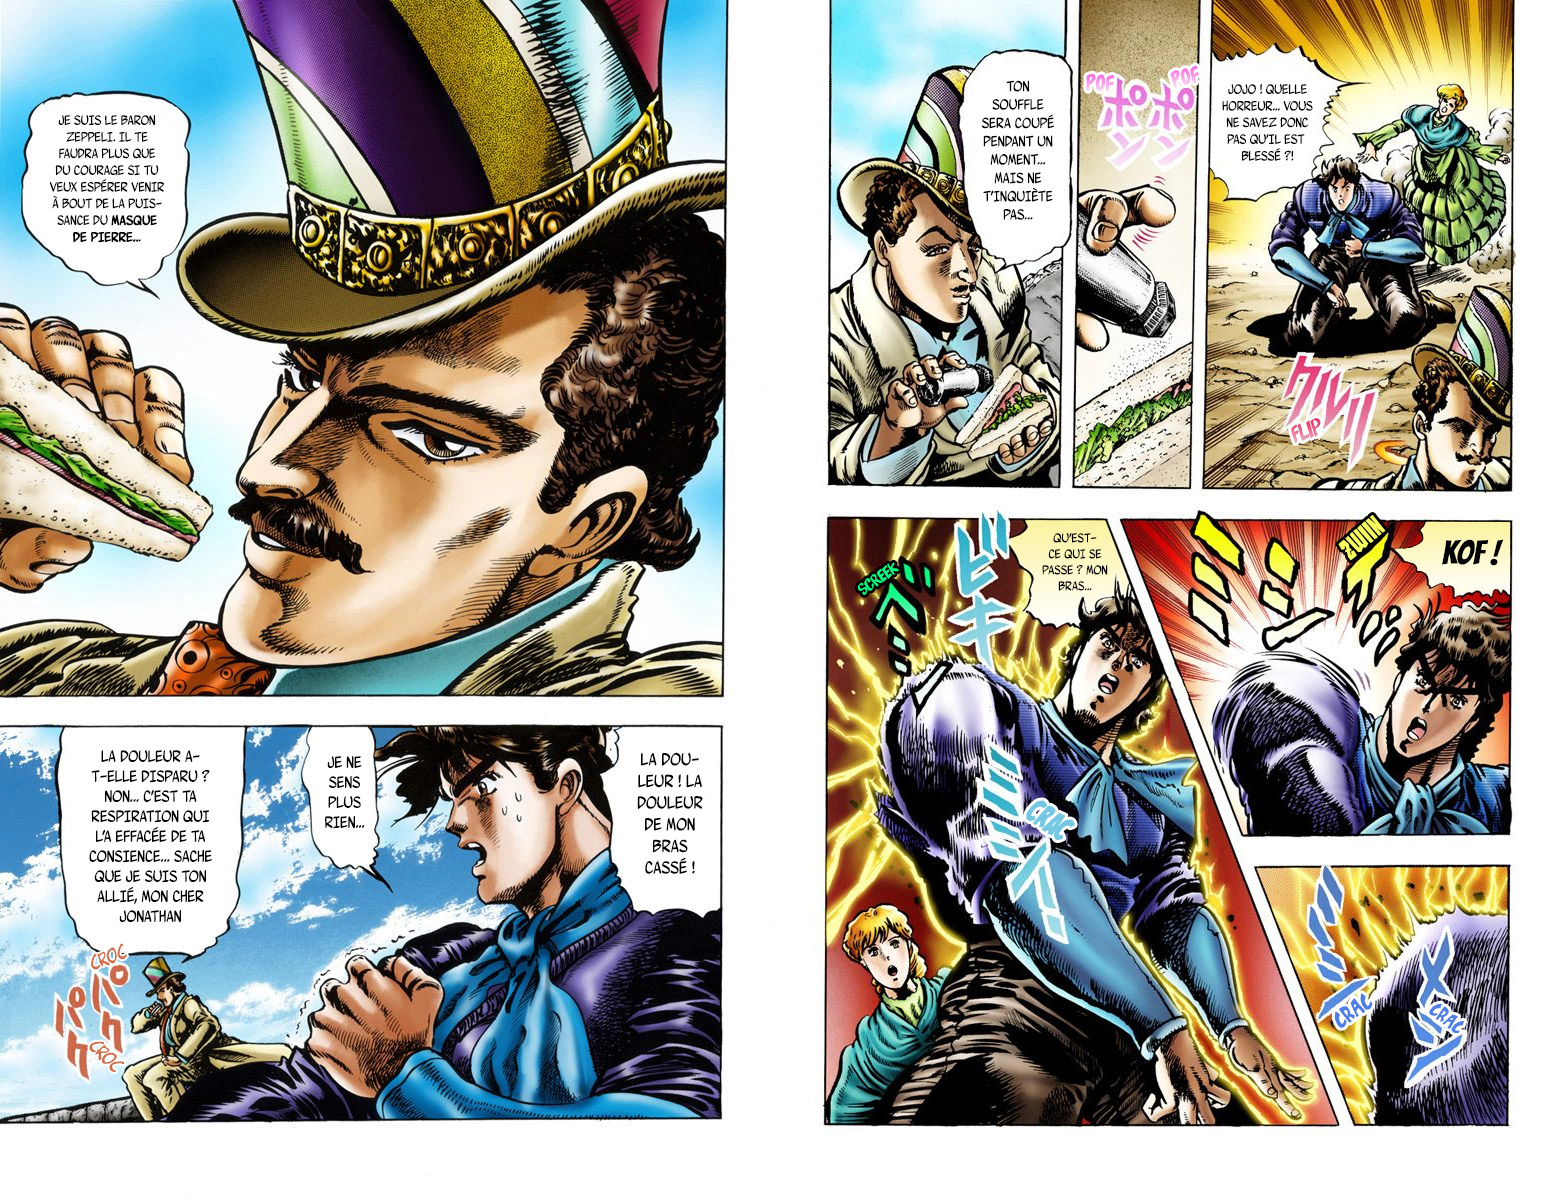 JOJO ! QUELLE
HORREUR... VOUS
NE SAVEZ DONC
PAS QU'IL EST
BLESSÉ ?!
クルリ
FLIP
POF
POF
ポン
ポン
TON
SOUFFLE
SERA COUPÉ
PENDANT UN
MOMENT...
MAIS NE
T'INQUIÈTE
PAS...
KOF !
ZWINN
QU'EST-
CE QUI SE
PASSE ? MON
BRAS...
ビキ
SCREEK
CRAC
CRAC
CRAC
JE SUIS LE BARON
ZEPPELI. IL TE
FAUDRA PLUS QUE
DU COURAGE SI TU
VEUX ESPÉRER VENIR
À BOUT DE LA PUIS-
SANCE DU MASQUE
DE PIERRE...
LA DOU-
LEUR ! LA
DOULEUR
DE MON
BRAS
CASSÉ !
JE NE
SENS
PLUS
RIEN...
LA DOULEUR A-
T-ELLE DISPARU ?
NON... C'EST TA
RESPIRATION QUI
L'A EFFACÉE DE TA
CONSIENCE... SACHE
QUE JE SUIS TON
ALLIÉ, MON CHER
JONATHAN
CROC
パク
パク
CROC